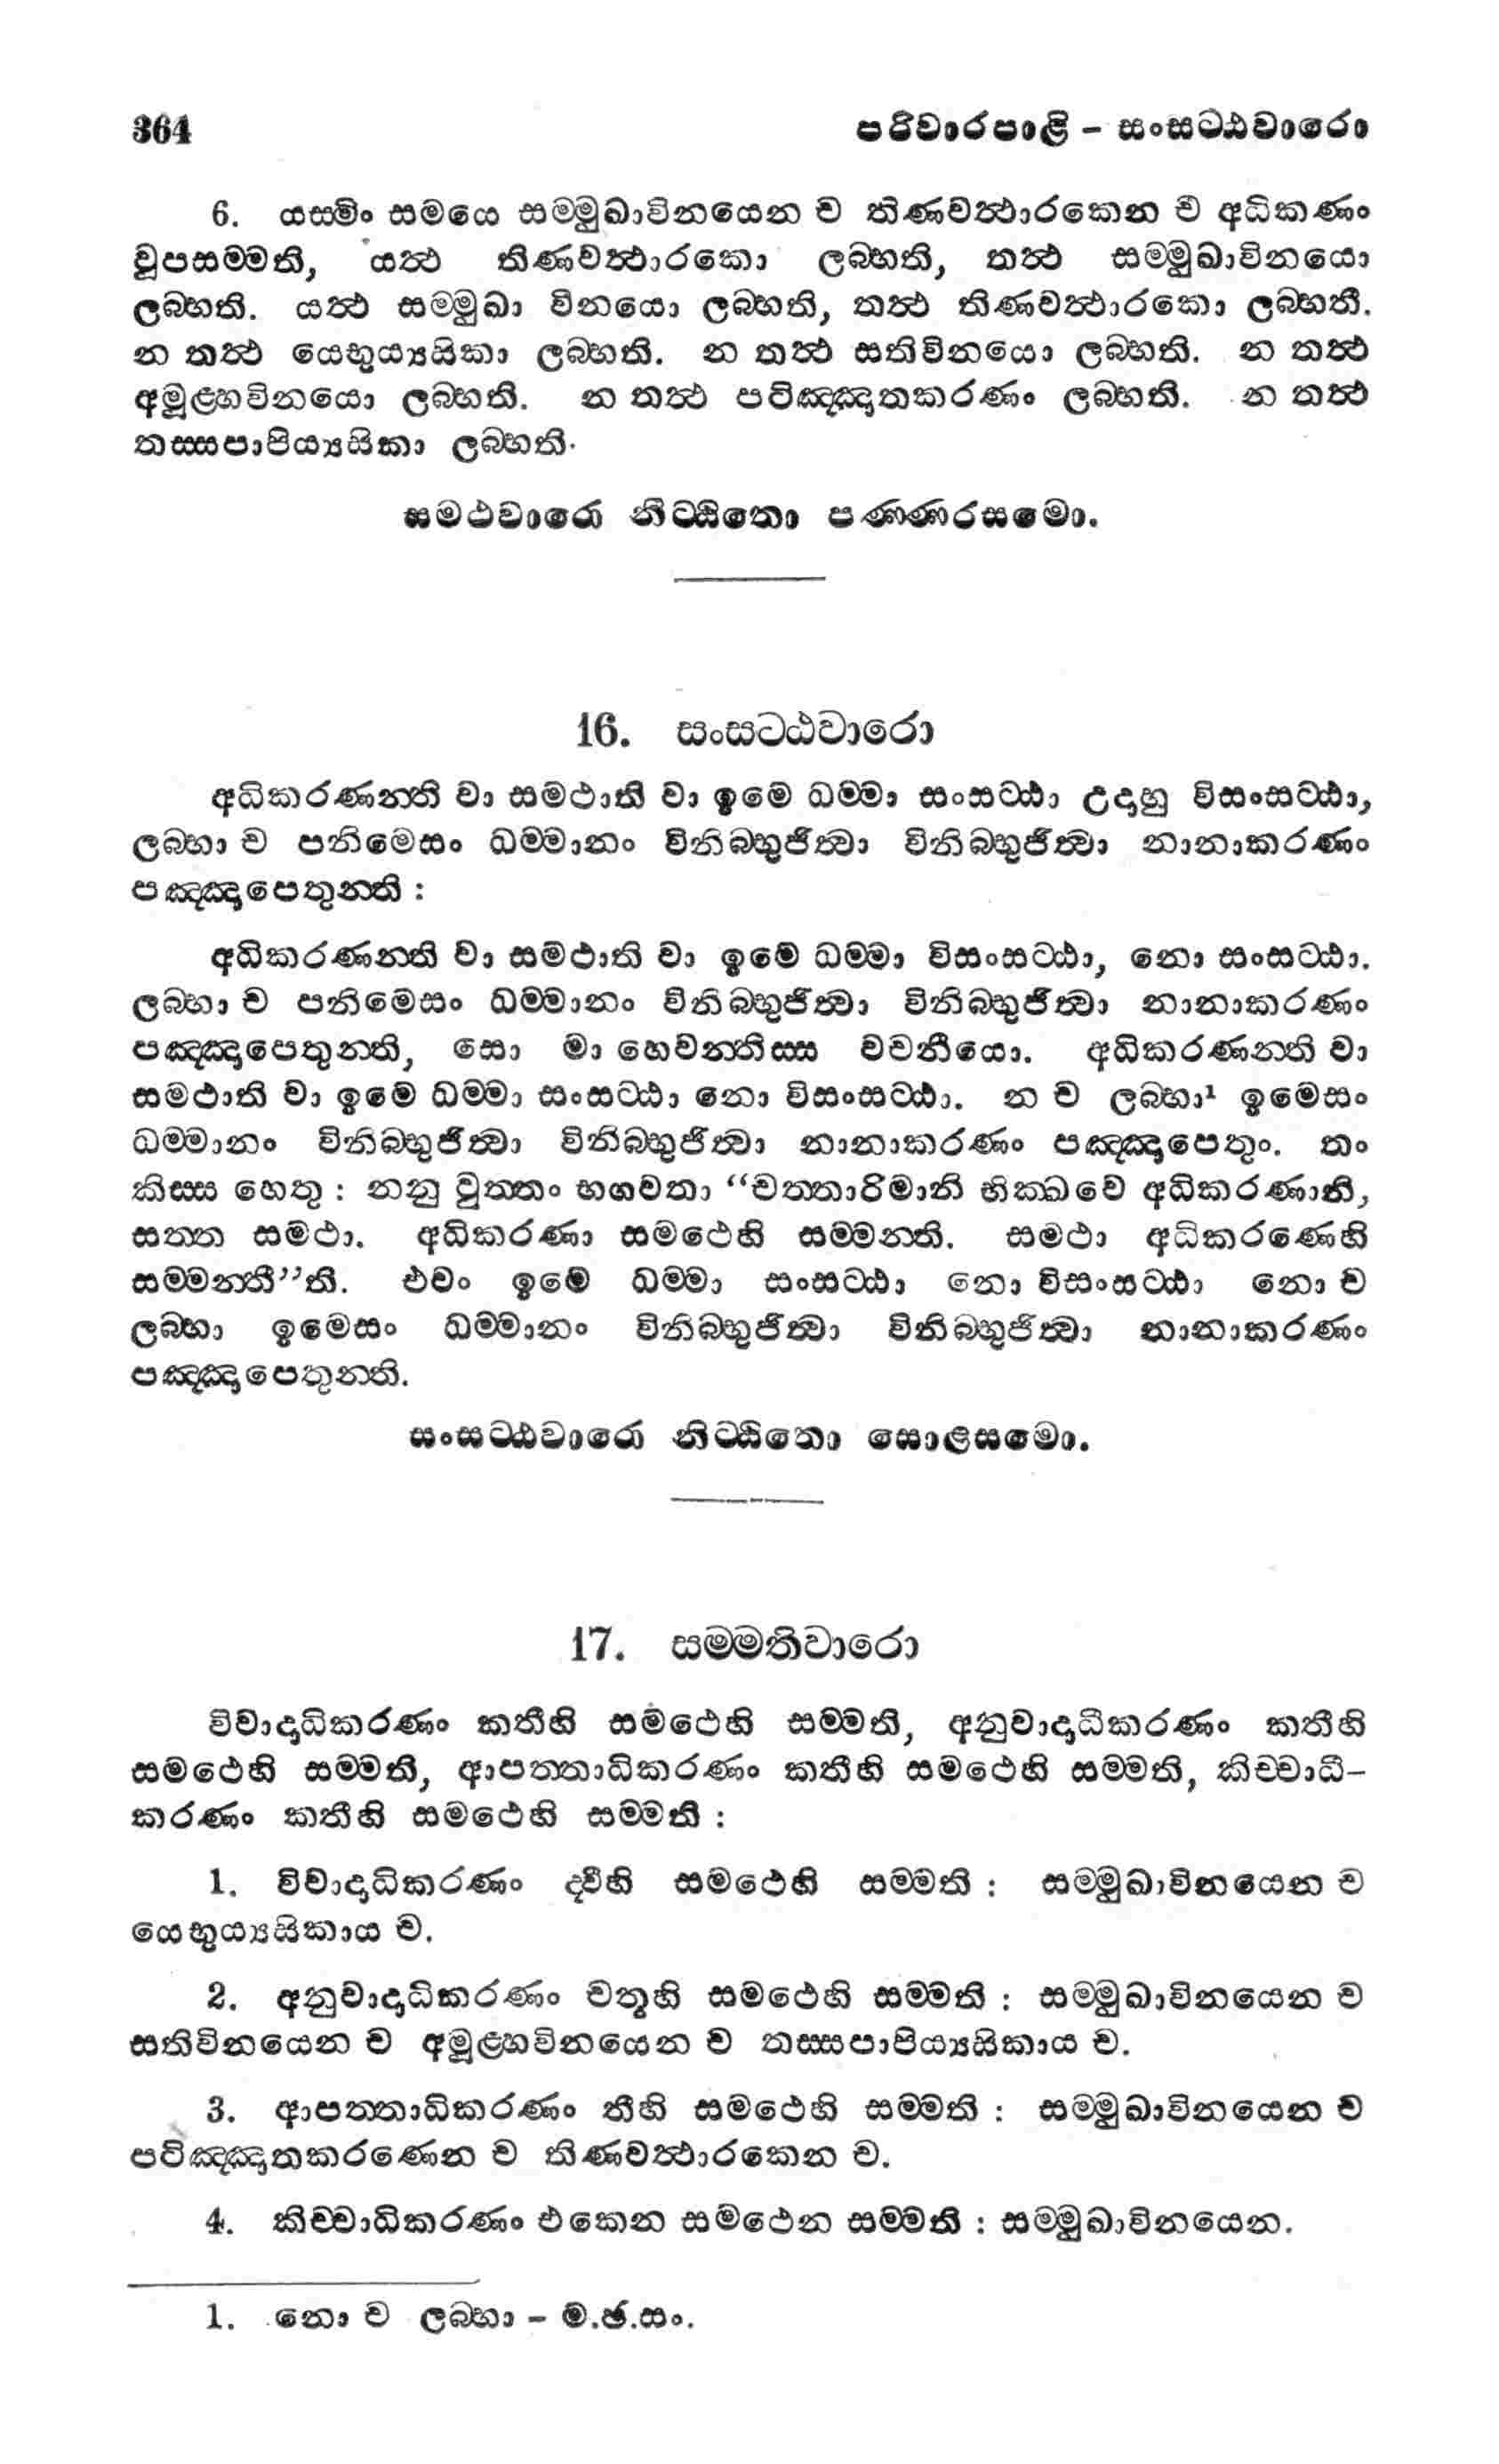 364 පරිවාරපාළි – සංසට්ඨවාරො
6. යස්මිං සමයෙ සම්මුඛාවිනයෙන ච තිණවත්ථාරකෙන ච අධිකණං
වූපසම්මති, යත්ථ තිණවත්ථාරකො ලබ්භති, තත්ථ සම්මුඛාවිනයො
ලබ්භති. යත්ථ සම්මුඛා විනයො ලබ්භති, තත්ථ තිණවත්ථාරකො ලබ්භතී.
න තත්ථ යෙභුය්‍යසිකා ලබ්භති. න තත්ථ සතිවිනයො ලබ්භති. න තත්ථ
අමූළ්හවිනයො ලබ්භති. න තත්ථ පටිඤ්ඤාතකරණං ලබ්භති. න තත්ථ
තස්සපාපිය්‍යසිකා ලබ්භති.
සමථවාරො නිට්ඨිතො පණ්ණරසමො.
16. සංසට්ඨවාරො
අධිකරණන්ති වා සමථාති වා ඉමෙ ධම්මා සංසට්ඨා උදාහු විසංසට්ඨා,
ලබ්භා ච පනිමෙසං ධම්මානං විනිබ්භුජිත්වා විනිබ්භුජිත්වා නානාකරණං
පඤ්ඤාපෙතුන්ති :
අධිකරණන්ති වා සමථාති වා ඉමෙ ධම්මා විසංසට්ඨා, නො සංසට්ඨා.
ලබ්භා ච පනිමෙසං ධම්මානං විනිබ්භුජිත්වා විනිබ්භුජිත්වා නානාකරණං
පඤ්ඤාපෙතුන්ති, සො මා හෙවන්තිස්ස වචනීයො. අධිකරණන්ති වා
සමථාති වා ඉමෙ ධම්මා සංසට්ඨා නො විසංසට්ඨා. න ච ලබ්භා¹ ඉමෙසං
ධම්මානං විනිබ්භුජිත්වා විනිබ්භුජිත්වා නානාකරණං පඤ්ඤාපෙතුං. තං
කිස්ස හෙතු : නනු වුත්තං භගවතා “චත්තාරිමානි භික්ඛවෙ අධිකරණානි,
සත්ත සමථා. අධිකරණා සමථෙහි සම්මන්ති. සමථා අධිකරණෙහි
සම්මන්තී”ති. එවං ඉමෙ ධම්මා සංසට්ඨා නො විසංසට්ඨා නො ච
ලබ්භා ඉමෙසං ධම්මානං විනිබ්භුජිත්වා විනිබ්භුජිත්වා නානාකරණං
පඤ්ඤාපෙතුන්ති.
සංසට්ඨවාරො නිට්ඨිතො සොළසමො.
17. සම්මතිවාරො
විවාදාධිකරණං කතීහි සමථෙහි සම්මති, අනුවාදාධිකරණං කතීහි
සමථෙහි සම්මති, ආපත්තාධිකරණං කතීහි සමථෙහි සම්මති, කිච්චාධි–
කරණං කතීහි සමථෙහි සම්මති :
1. විවාදාධිකරණං ද්වීහි සමථෙහි සම්මති : සම්මුඛාවිනයෙන ච
යෙභුය්‍යසිකාය ච.
2. අනුවාදාධිකරණං චතූහි සමථෙහි සම්මති : සම්මුඛාවිනයෙන ච
සතිවිනයෙන ච අමූළ්හවිනයෙන ච තස්සපාපිය්‍යසිකාය ච.
3. ආපත්තාධිකරණං තීහි සමථෙහි සම්මති : සම්මුඛාවිනයෙන ච
පටිඤ්ඤාතකරණෙන ච තිණවත්ථාරකෙන ච.
4. කිච්චාධිකරණං එකෙන සමථෙන සම්මති : සම්මුඛාවිනයෙන.
1. නො ච ලබ්භා – ම.ඡ.සං.